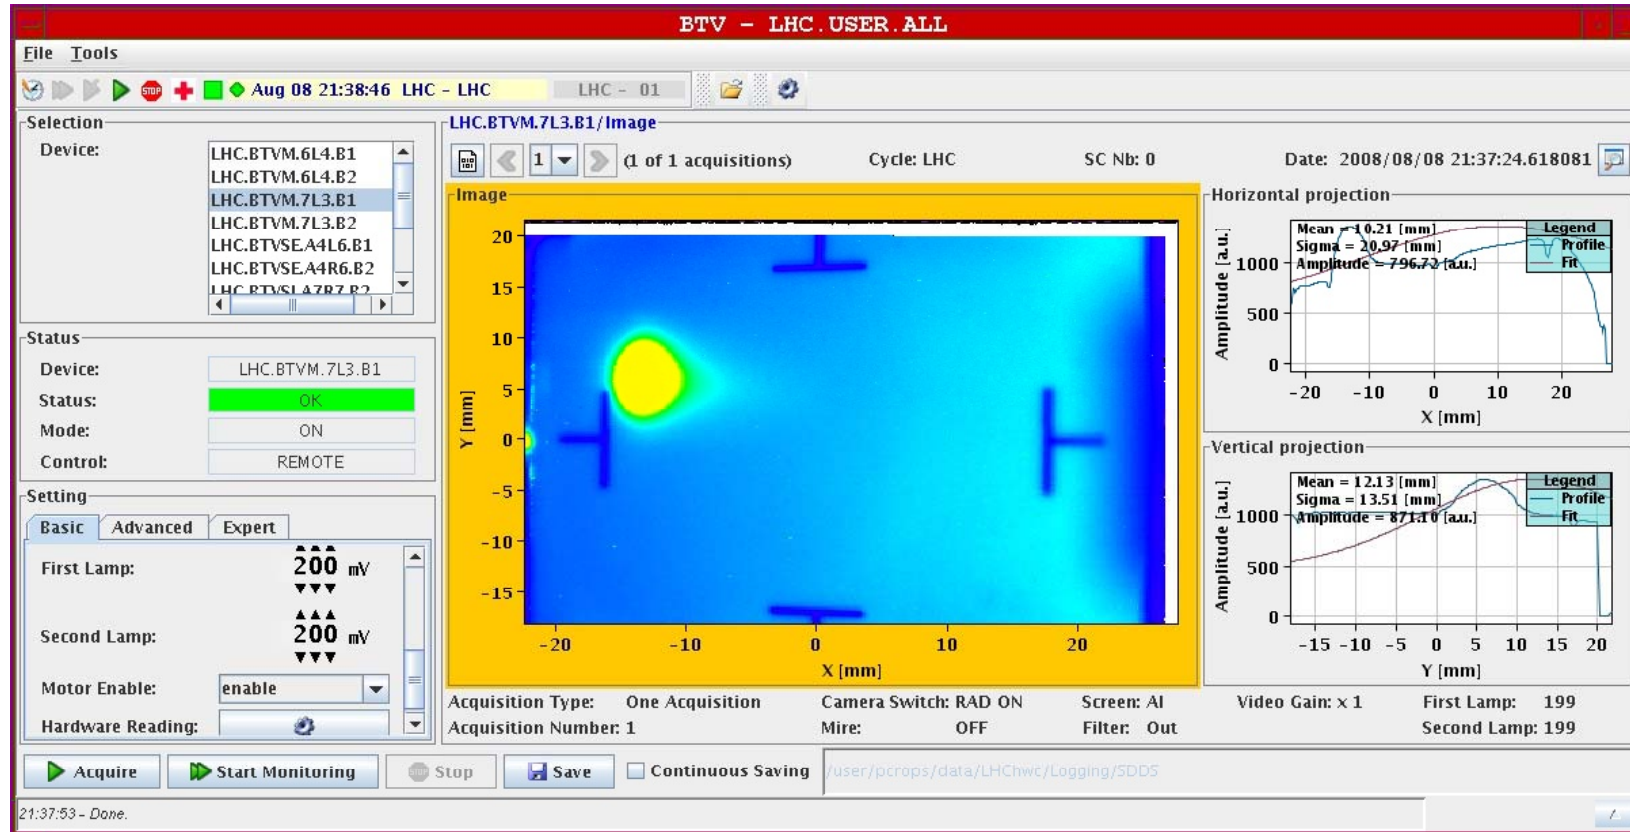 BTV - LHC.USER.ALL
File Tools
STOP Aug 08 21:38:46 LHC - LHC LHC - 01
Selection
Device:
LHC.BTVM.6L4.B1
LHC.BTVM.6L4.B2
LHC.BTVM.7L3.B1
LHC.BTVM.7L3.B2
LHC.BTVSE.A4L6.B1
LHC.BTVSE.A4R6.B2
LHC.BTVSI.A7R7.B2
Status
Device: LHC.BTVM.7L3.B1
Status: OK
Mode: ON
Control: REMOTE
Setting
Basic Advanced Expert
First Lamp: 200 mV
Second Lamp: 200 mV
Motor Enable: enable
Hardware Reading:
LHC.BTVM.7L3.B1/Image
1 (1 of 1 acquisitions) Cycle: LHC SC Nb: 0 Date: 2008/08/08 21:37:24.618081
Image
Y [mm]
20
15
10
5
0
-5
-10
-15
-20 -10 0 10 20
X [mm]
Horizontal projection
Amplitude [a.u.]
Mean = 10.21 [mm]
Sigma = 20.97 [mm]
Amplitude = 796.72 [a.u.]
Legend
Profile
Fit
1000
500
0
-20 -10 0 10 20
X [mm]
Vertical projection
Amplitude [a.u.]
Mean = 12.13 [mm]
Sigma = 13.51 [mm]
Amplitude = 871.10 [a.u.]
Legend
Profile
Fit
1000
500
0
-15 -10 -5 0 5 10 15 20
Y [mm]
Acquisition Type: One Acquisition Camera Switch: RAD ON Screen: Al Video Gain: x 1 First Lamp: 199
Acquisition Number: 1 Mire: OFF Filter: Out Second Lamp: 199
Acquire Start Monitoring STOP Stop Save Continuous Saving /user/pcrops/data/LHChwc/Logging/SDDS
21:37:53 - Done.